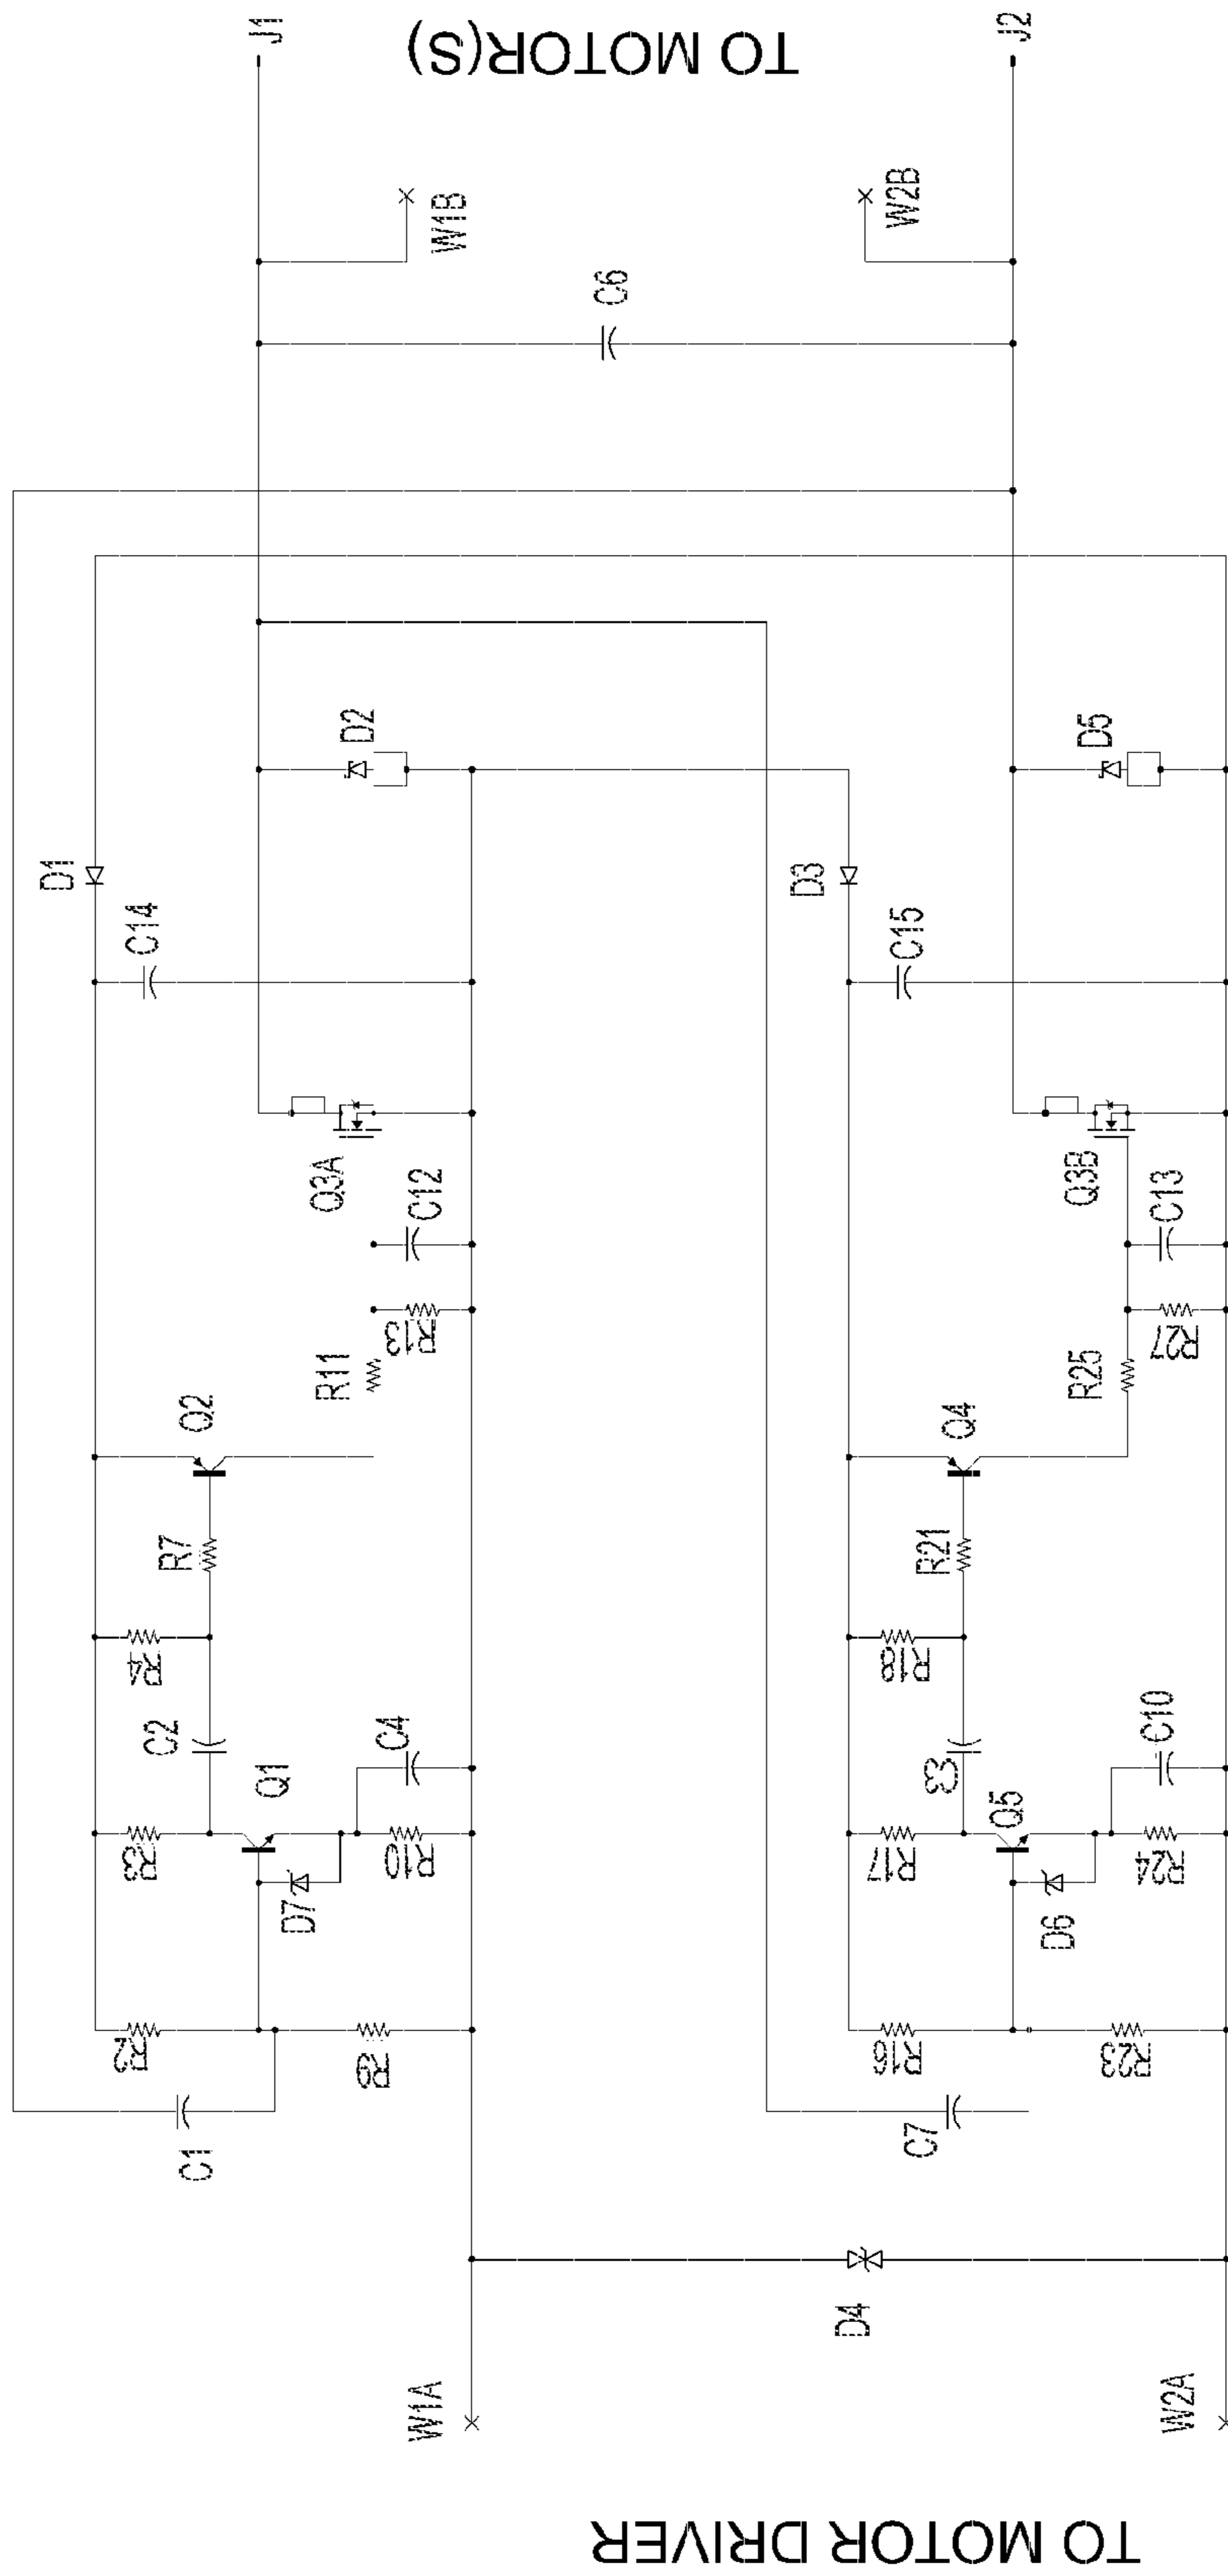 TO MOTOR(S)
J1
J2
W1B
W2B
C6
D2
D5
D1
C14
D3
C15
Q3A
C12
Q3B
C13
R13
R11
R27
R25
Q2
Q4
R7
R21
R4
R18
C2
Q1
C4
C3
Q5
C10
R3
D7
R10
R17
D6
R24
R2
R9
R16
R23
C1
C7
D4
W1A
W2A
TO MOTOR DRIVER